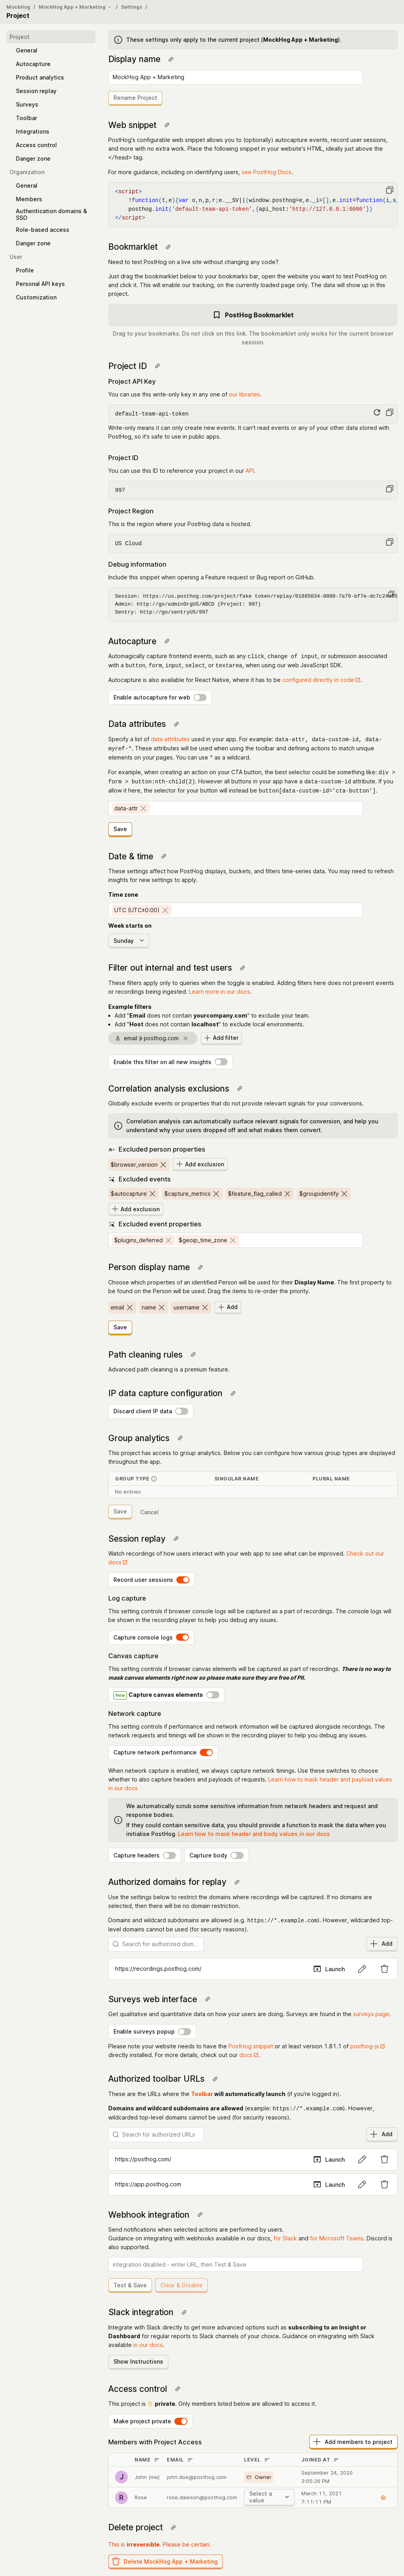 MockHog / MockHog App + Marketing / Settings /
Project
Project
General
Autocapture
Product analytics
Session replay
Surveys
Toolbar
Integrations
Access control
Danger zone
Organization
General
Members
Authentication domains &
SSO
Role-based access
Danger zone
User
Profile
Personal API keys
Customization
These settings only apply to the current project (MockHog App + Marketing).
Display name
MockHog App + Marketing
Rename Project
Web snippet
PostHog's configurable web snippet allows you to (optionally) autocapture events, record user sessions,
and more with no extra work. Place the following snippet in your website's HTML, ideally just above the
</head> tag.
For more guidance, including on identifying users, see PostHog Docs.
<script>
!function(t,e){var o,n,p,r;e.__SV||(window.posthog=e,e._i=[],e.init=function(i,s,
posthog.init('default-team-api-token',{api_host:'http://127.0.0.1:6006'})
</script>
Bookmarklet
Need to test PostHog on a live site without changing any code?
Just drag the bookmarklet below to your bookmarks bar, open the website you want to test PostHog on
and click it. This will enable our tracking, on the currently loaded page only. The data will show up in this
project.
PostHog Bookmarklet
Drag to your bookmarks. Do not click on this link. The bookmarklet only works for the current browser
session.
Project ID
Project API Key
You can use this write-only key in any one of our libraries.
default-team-api-token
Write-only means it can only create new events. It can't read events or any of your other data stored with
PostHog, so it's safe to use in public apps.
Project ID
You can use this ID to reference your project in our API.
997
Project Region
This is the region where your PostHog data is hosted.
US Cloud
Debug information
Include this snippet when opening a Feature request or Bug report on GitHub.
Session: https://us.posthog.com/project/fake token/replay/01885034-8000-7a79-bf7e-dc7c24
Admin: http://go/adminOrgUS/ABCD (Project: 997)
Sentry: http://go/sentryUS/997
Autocapture
Automagically capture frontend events, such as any click, change of input, or submission associated
with a button, form, input, select, or textarea, when using our web JavaScript SDK.
Autocapture is also available for React Native, where it has to be configured directly in code.
Enable autocapture for web
Data attributes
Specify a list of data attributes used in your app. For example: data-attr, data-custom-id, data-
myref-*. These attributes will be used when using the toolbar and defining actions to match unique
elements on your pages. You can use * as a wildcard.
For example, when creating an action on your CTA button, the best selector could be something like: div >
form > button:nth-child(2). However all buttons in your app have a data-custom-id attribute. If you
allow it here, the selector for your button will instead be button[data-custom-id='cta-button'].
data-attr
Save
Date & time
These settings affect how PostHog displays, buckets, and filters time-series data. You may need to refresh
insights for new settings to apply.
Time zone
UTC (UTC±0:00)
Week starts on
Sunday
Filter out internal and test users
These filters apply only to queries when the toggle is enabled. Adding filters here does not prevent events
or recordings being ingested. Learn more in our docs.
Example filters
• Add "Email does not contain yourcompany.com" to exclude your team.
• Add "Host does not contain localhost" to exclude local environments.
email ∌ posthog.com Add filter
Enable this filter on all new insights
Correlation analysis exclusions
Globally exclude events or properties that do not provide relevant signals for your conversions.
Correlation analysis can automatically surface relevant signals for conversion, and help you
understand why your users dropped off and what makes them convert.
Excluded person properties
$browser_version Add exclusion
Excluded events
$autocapture $capture_metrics $feature_flag_called $groupidentify
Add exclusion
Excluded event properties
$plugins_deferred $geoip_time_zone
Person display name
Choose which properties of an identified Person will be used for their Display Name. The first property to
be found on the Person will be used. Drag the items to re-order the priority.
email name username Add
Save
Path cleaning rules
Advanced path cleaning is a premium feature.
IP data capture configuration
Discard client IP data
Group analytics
This project has access to group analytics. Below you can configure how various group types are displayed
throughout the app.
GROUP TYPE SINGULAR NAME PLURAL NAME
No entries
Save Cancel
Session replay
Watch recordings of how users interact with your web app to see what can be improved. Check out our
docs
Record user sessions
Log capture
This setting controls if browser console logs will be captured as a part of recordings. The console logs will
be shown in the recording player to help you debug any issues.
Capture console logs
Canvas capture
This setting controls if browser canvas elements will be captured as part of recordings. There is no way to
mask canvas elements right now so please make sure they are free of PII.
New Capture canvas elements
Network capture
This setting controls if performance and network information will be captured alongside recordings. The
network requests and timings will be shown in the recording player to help you debug any issues.
Capture network performance
When network capture is enabled, we always capture network timings. Use these switches to choose
whether to also capture headers and payloads of requests. Learn how to mask header and payload values
in our docs
We automatically scrub some sensitive information from network headers and request
response bodies.
If they could contain sensitive data, you should provide a function to mask the data when you
initialise PostHog. Learn how to mask header and body values in our docs
Capture headers Capture body
Authorized domains for replay
Use the settings below to restrict the domains where recordings will be captured. If no domains are
selected, then there will be no domain restriction.
Domains and wildcard subdomains are allowed (e.g. https://*.example.com). However, wildcarded top-
level domains cannot be used (for security reasons).
Search for authorized dom... Add
https://recordings.posthog.com/ Launch
Surveys web interface
Get qualitative and quantitative data on how your users are doing. Surveys are found in the surveys page.
Enable surveys popup
Please note your website needs to have the PostHog snippet or at least version 1.81.1 of posthog-js
directly installed. For more details, check out our docs.
Authorized toolbar URLs
These are the URLs where the Toolbar will automatically launch (if you're logged in).
Domains and wildcard subdomains are allowed (example: https://*.example.com). However,
wildcarded top-level domains cannot be used (for security reasons).
Search for authorized URLs Add
https://posthog.com/ Launch
https://app.posthog.com Launch
Webhook integration
Send notifications when selected actions are performed by users.
Guidance on integrating with webhooks available in our docs, for Slack and for Microsoft Teams. Discord is
also supported.
integration disabled - enter URL, then Test & Save
Test & Save Clear & Disable
Slack integration
Integrate with Slack directly to get more advanced options such as subscribing to an Insight or
Dashboard for regular reports to Slack channels of your choice. Guidance on integrating with Slack
available in our docs.
Show Instructions
Access control
This project is private. Only members listed below are allowed to access it.
Make project private
Members with Project Access Add members to project
NAME EMAIL LEVEL JOINED AT
J John (me) john.doe@posthog.com Owner September 24, 2020
3:05:26 PM
R Rose rose.dawson@posthog.com Select a
value March 11, 2021
7:11:11 PM
Delete project
This is irreversible. Please be certain.
Delete MockHog App + Marketing